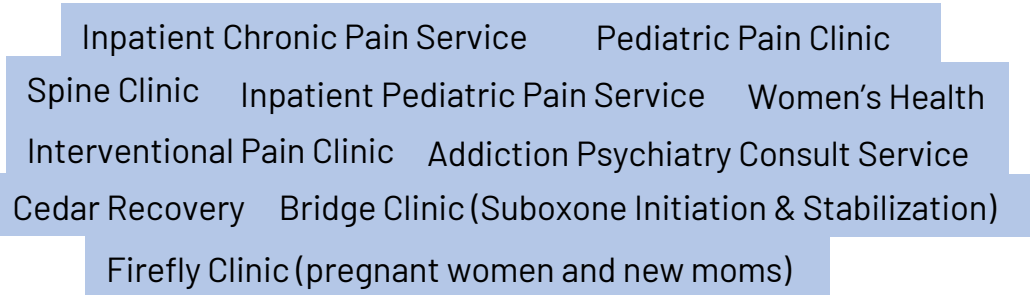 Inpatient Chronic Pain Service Pediatric Pain Clinic
Spine Clinic Inpatient Pediatric Pain Service Women's Health
Interventional Pain Clinic Addiction Psychiatry Consult Service
Cedar Recovery Bridge Clinic (Suboxone Initiation & Stabilization)
Firefly Clinic (pregnant women and new moms)